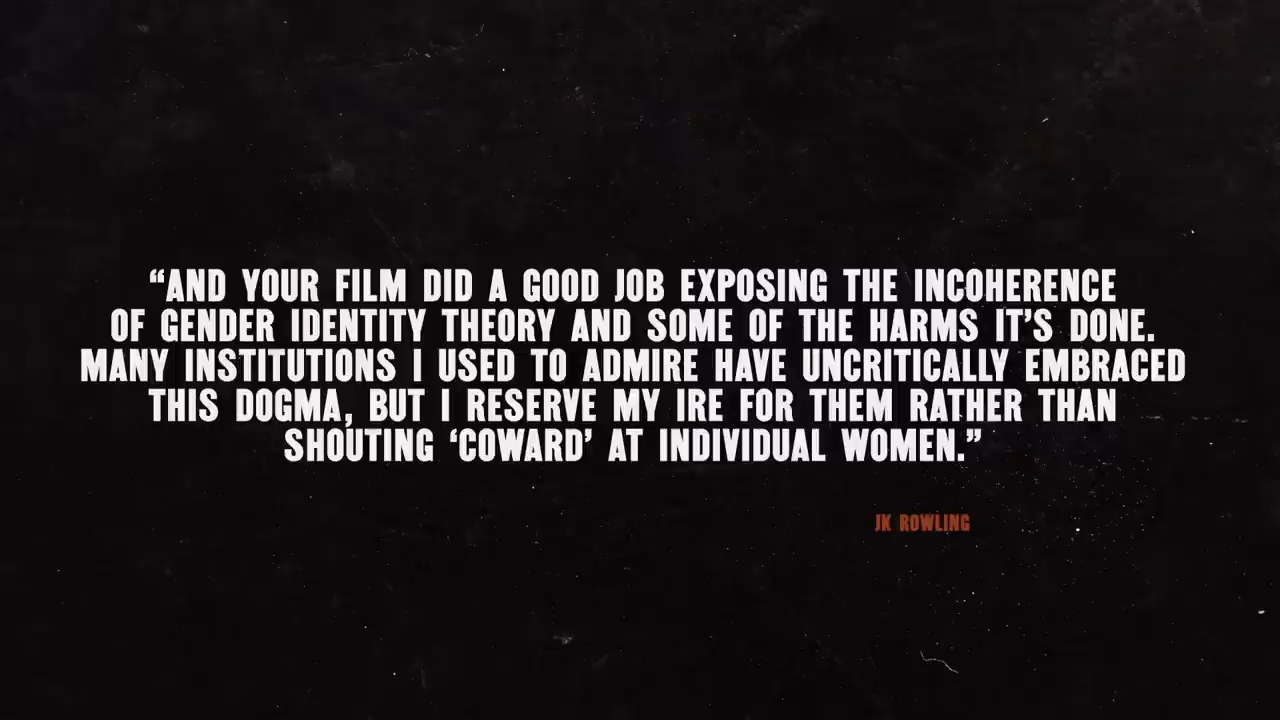 “AND YOUR FILM DID A GOOD JOB EXPOSING THE INCOHERENCE
OF GENDER IDENTITY THEORY AND SOME OF THE HARMS IT’S DONE.
MANY INSTITUTIONS I USED TO ADMIRE HAVE UNCRITICALLY EMBRACED
THIS DOGMA, BUT I RESERVE MY IRE FOR THEM RATHER THAN
SHOUTING ‘COWARD’ AT INDIVIDUAL WOMEN.”
JK ROWLING